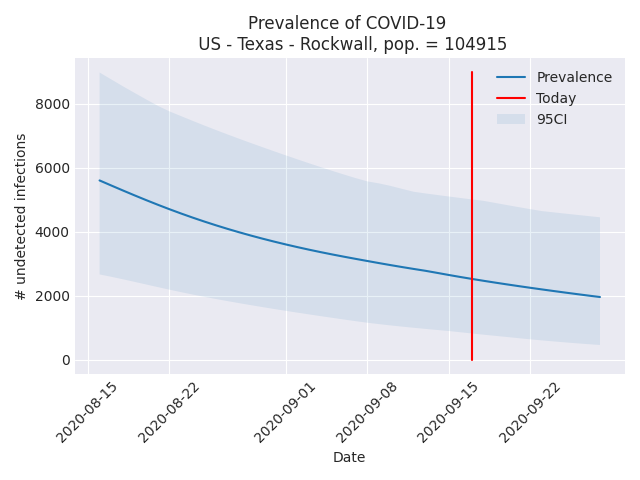 Prevalence of COVID-19
US - Texas - Rockwall, pop. = 104915
Prevalence
Today
95CI
# undetected infections
8000
6000
4000
2000
0
2020-08-15
2020-08-22
2020-09-01
2020-09-08
2020-09-15
2020-09-22
Date